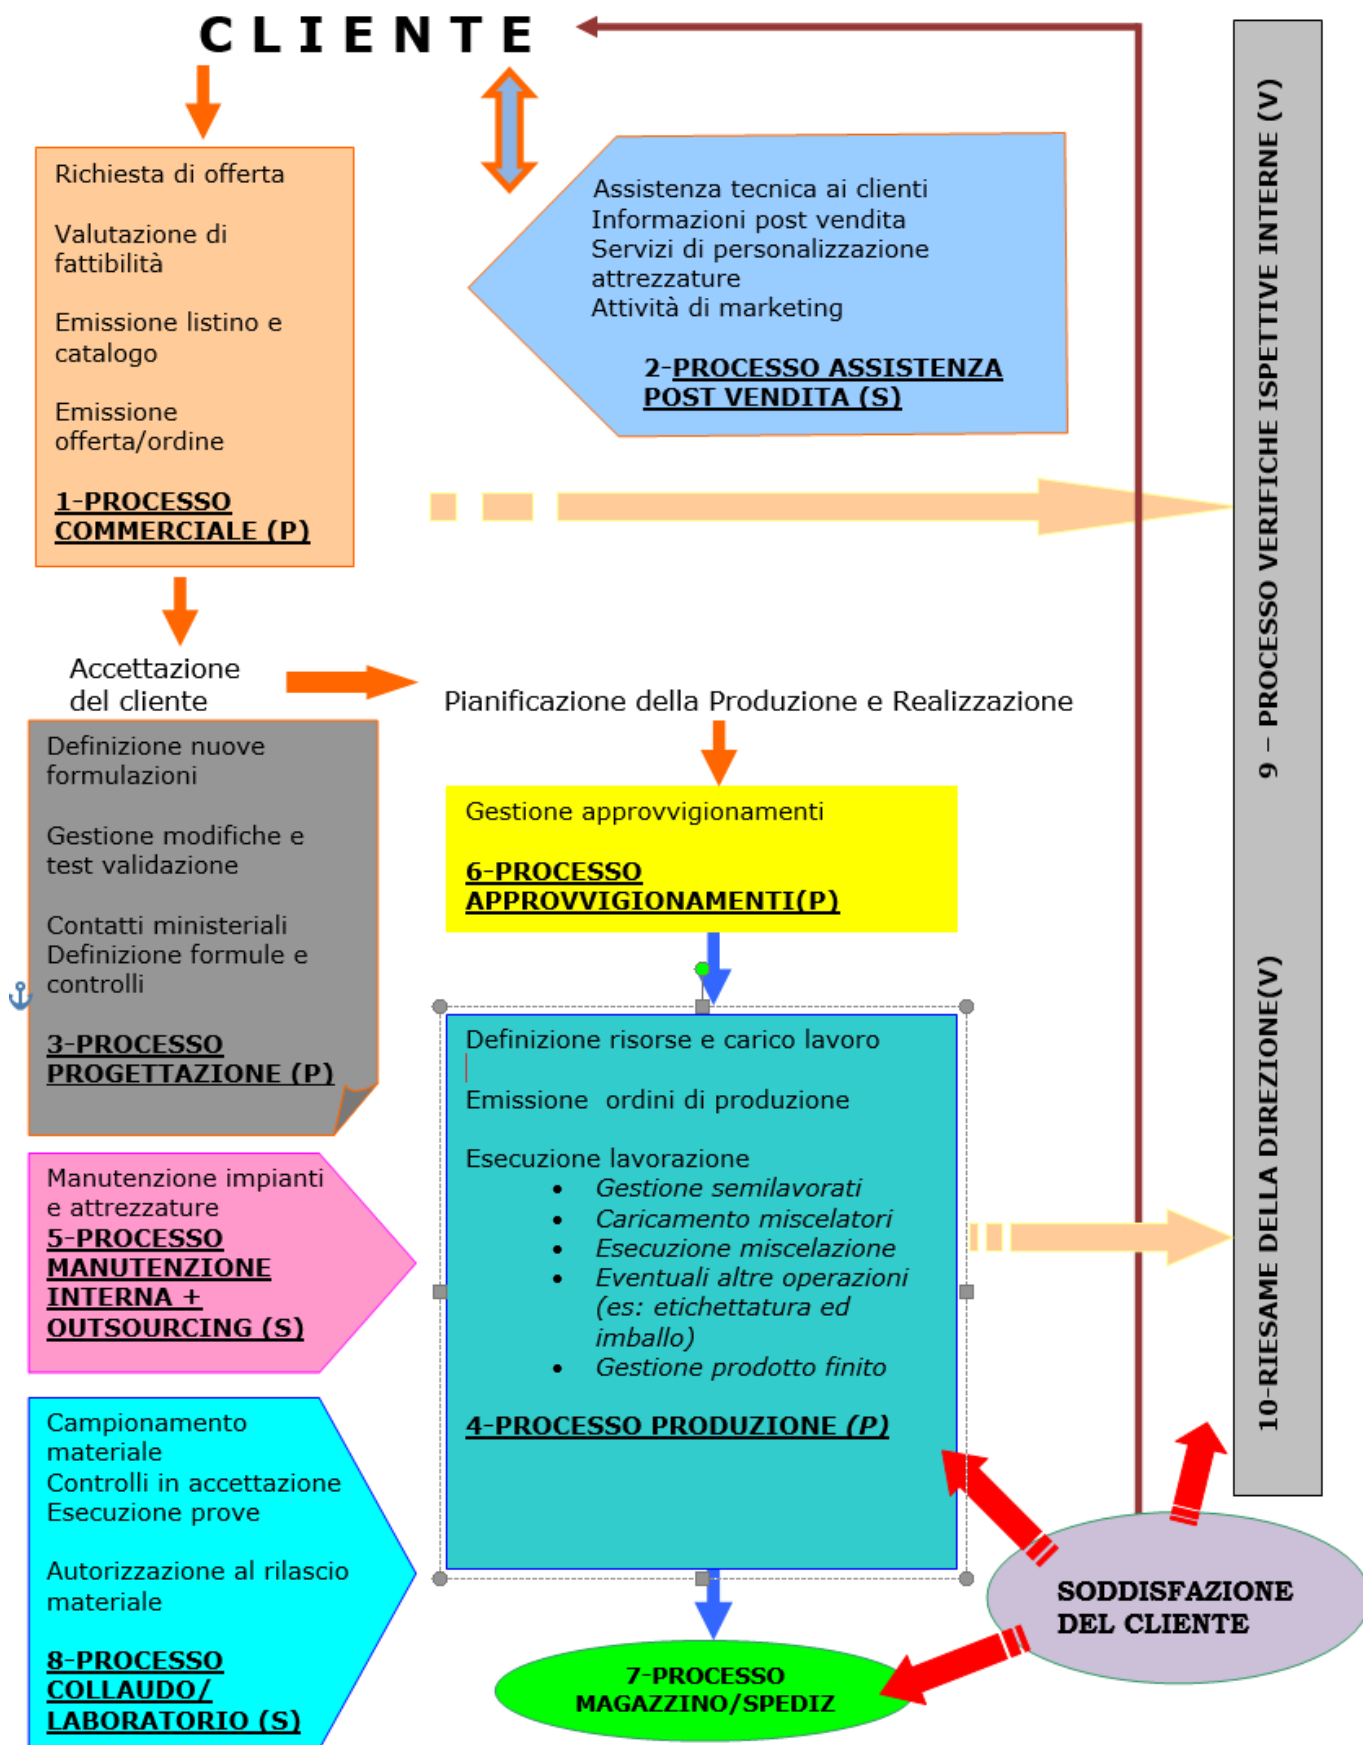 C L I E N T E
Richiesta di offerta
Valutazione di
fattibilità
Emissione listino e
catalogo
Emissione
offerta/ordine
1-PROCESSO
COMMERCIALE (P)
Assistenza tecnica ai clienti
Informazioni post vendita
Servizi di personalizzazione
attrezzature
Attività di marketing
2-PROCESSO ASSISTENZA
POST VENDITA (S)
9 – PROCESSO VERIFICHE ISPETTIVE INTERNE (V)
Accettazione
del cliente
Pianificazione della Produzione e Realizzazione
Definizione nuove
formulazioni
Gestione modifiche e
test validazione
Contatti ministeriali
Definizione formule e
controlli
3-PROCESSO
PROGETTAZIONE (P)
Gestione approvvigionamenti
6-PROCESSO
APPROVVIGIONAMENTI(P)
10-RIESAME DELLA DIREZIONE(V)
Definizione risorse e carico lavoro
Emissione  ordini di produzione
Esecuzione lavorazione
• Gestione semilavorati
• Caricamento miscelatori
• Esecuzione miscelazione
• Eventuali altre operazioni
(es: etichettatura ed
imballo)
• Gestione prodotto finito
4-PROCESSO PRODUZIONE (P)
Manutenzione impianti
e attrezzature
5-PROCESSO
MANUTENZIONE
INTERNA +
OUTSOURCING (S)
Campionamento
materiale
Controlli in accettazione
Esecuzione prove
Autorizzazione al rilascio
materiale
8-PROCESSO
COLLAUDO/
LABORATORIO (S)
SODDISFAZIONE
DEL CLIENTE
7-PROCESSO
MAGAZZINO/SPEDIZ